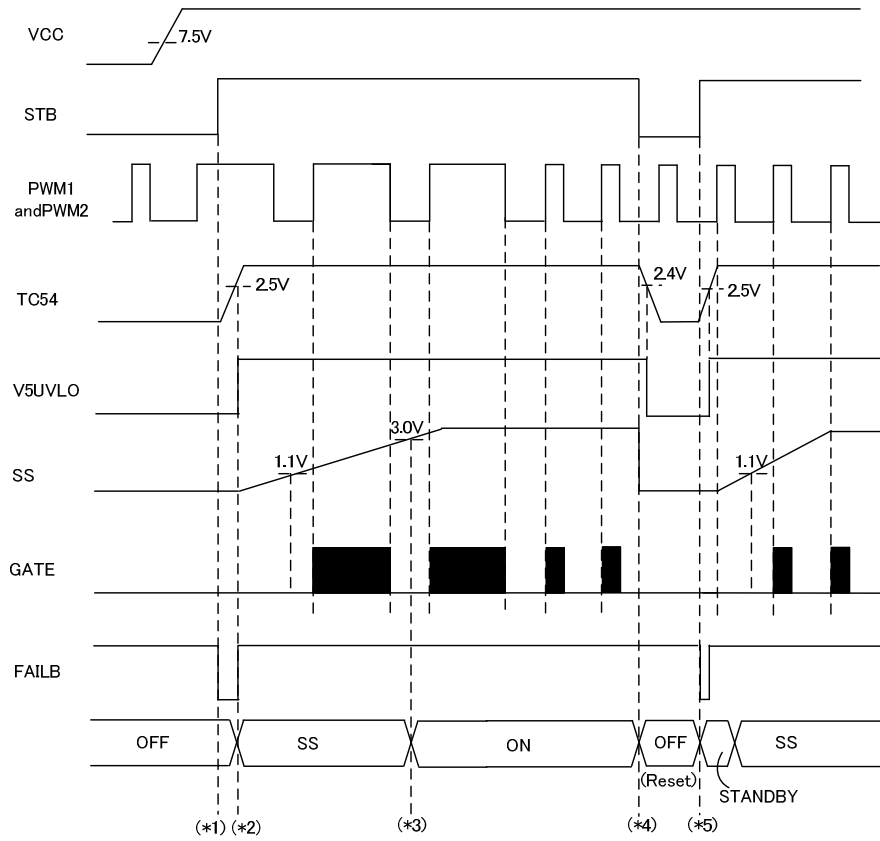 VCC
7.5V
STB
PWM1
andPWM2
TC54
2.5V
2.4V
2.5V
V5UVLO
SS
1.1V
3.0V
1.1V
GATE
FAILB
OFF
SS
ON
OFF
SS
(Reset)
STANDBY
(*1)
(*2)
(*3)
(*4)
(*5)